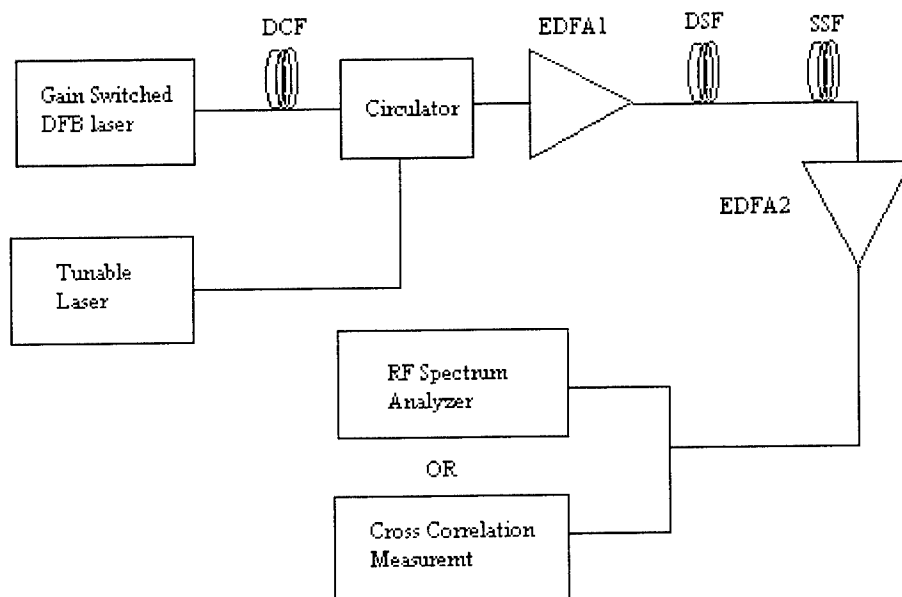 DCF
EDFA1
DSF
SSF
Gain Switched
DFB laser
Circulator
EDFA2
Tunable
Laser
RF Spectrum
Analyzer
OR
Cross Correlation
Measuremt